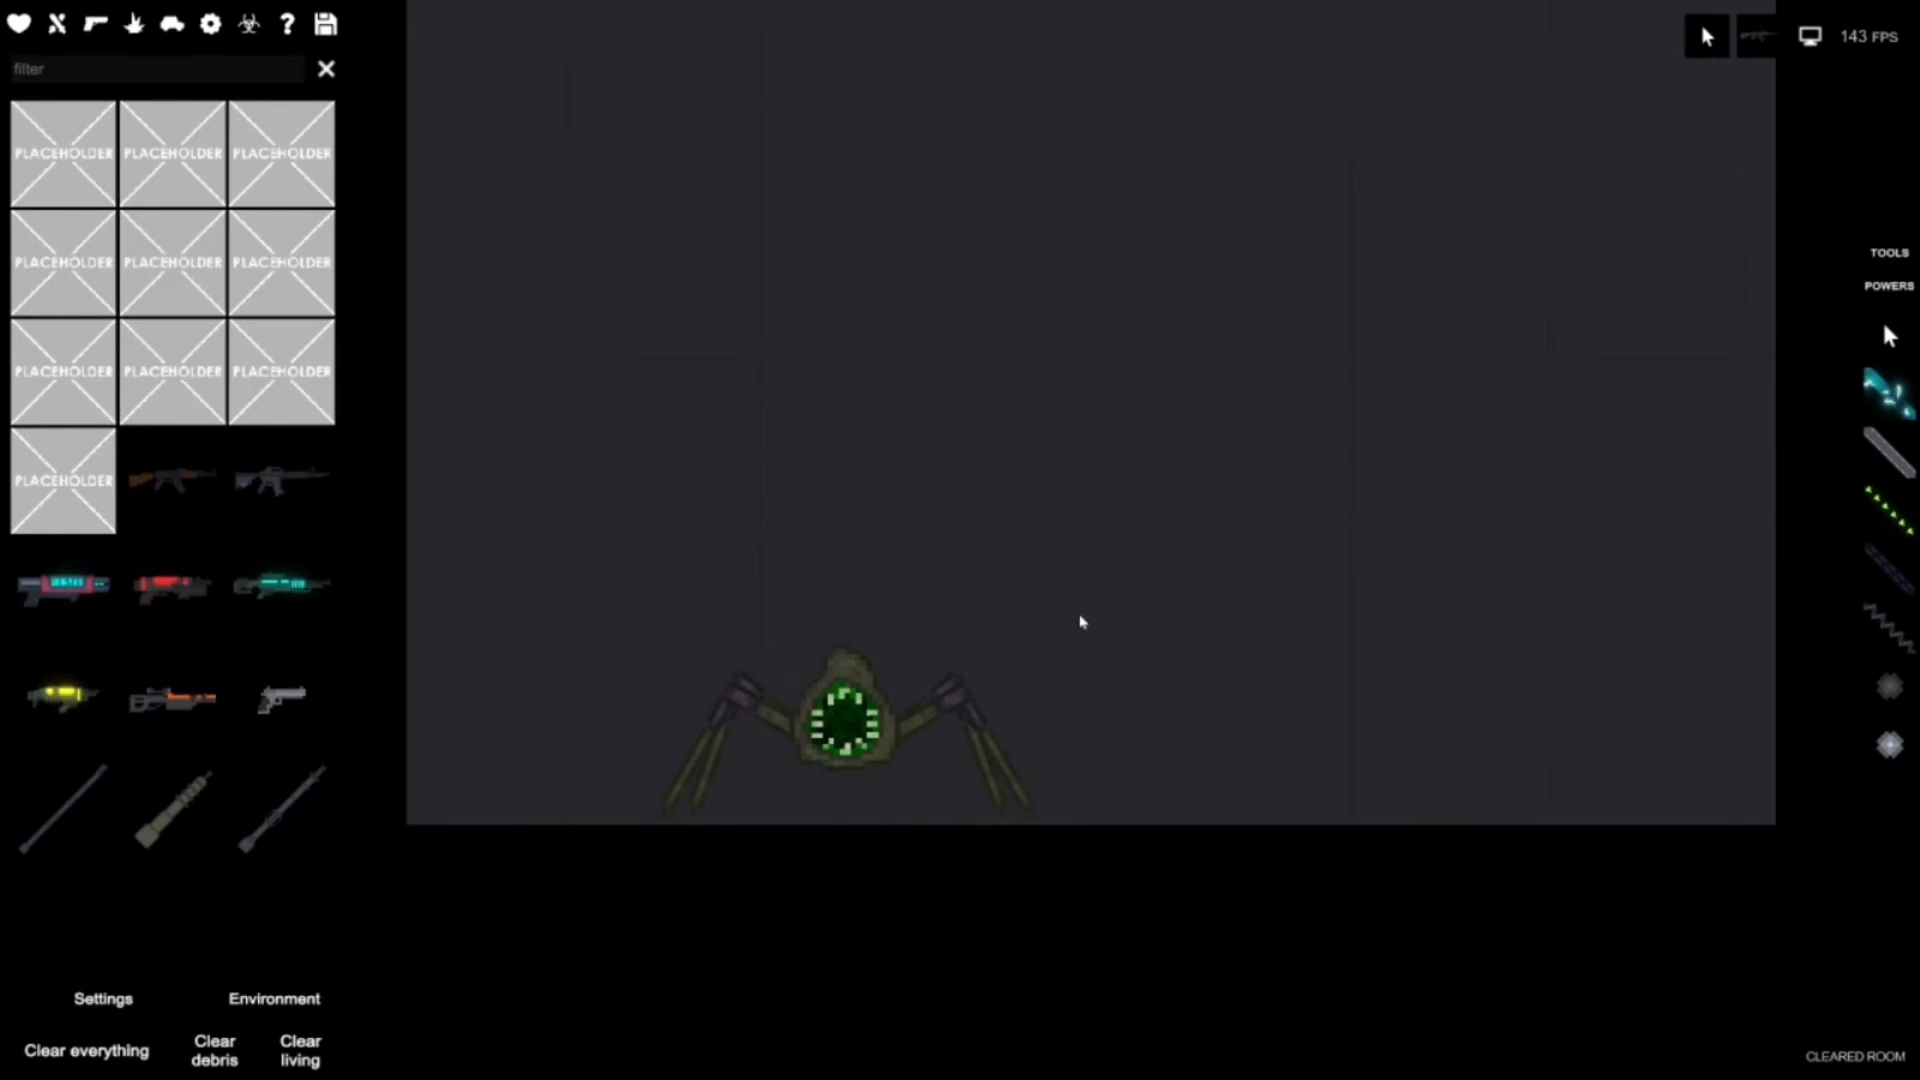 143 FPS
filter
PLACEHOLDER PLACEHOLDER PLACEHOLDER
PLACEHOLDER PLACEHOLDER PLACEHOLDER
PLACEHOLDER PLACEHOLDER PLACEHOLDER
PLACEHOLDER
TOOLS
POWERS
Settings
Environment
Clear everything
Clear
debris
Clear
living
CLEARED ROOM